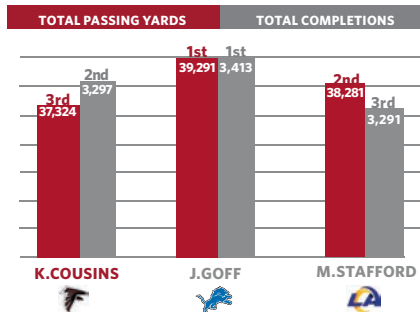 TOTAL PASSING YARDS TOTAL COMPLETIONS
3rd
37,324
2nd
3,297
1st
39,291
1st
3,413
2nd
38,281
3rd
3,291
K.COUSINS J.GOFF M.STAFFORD